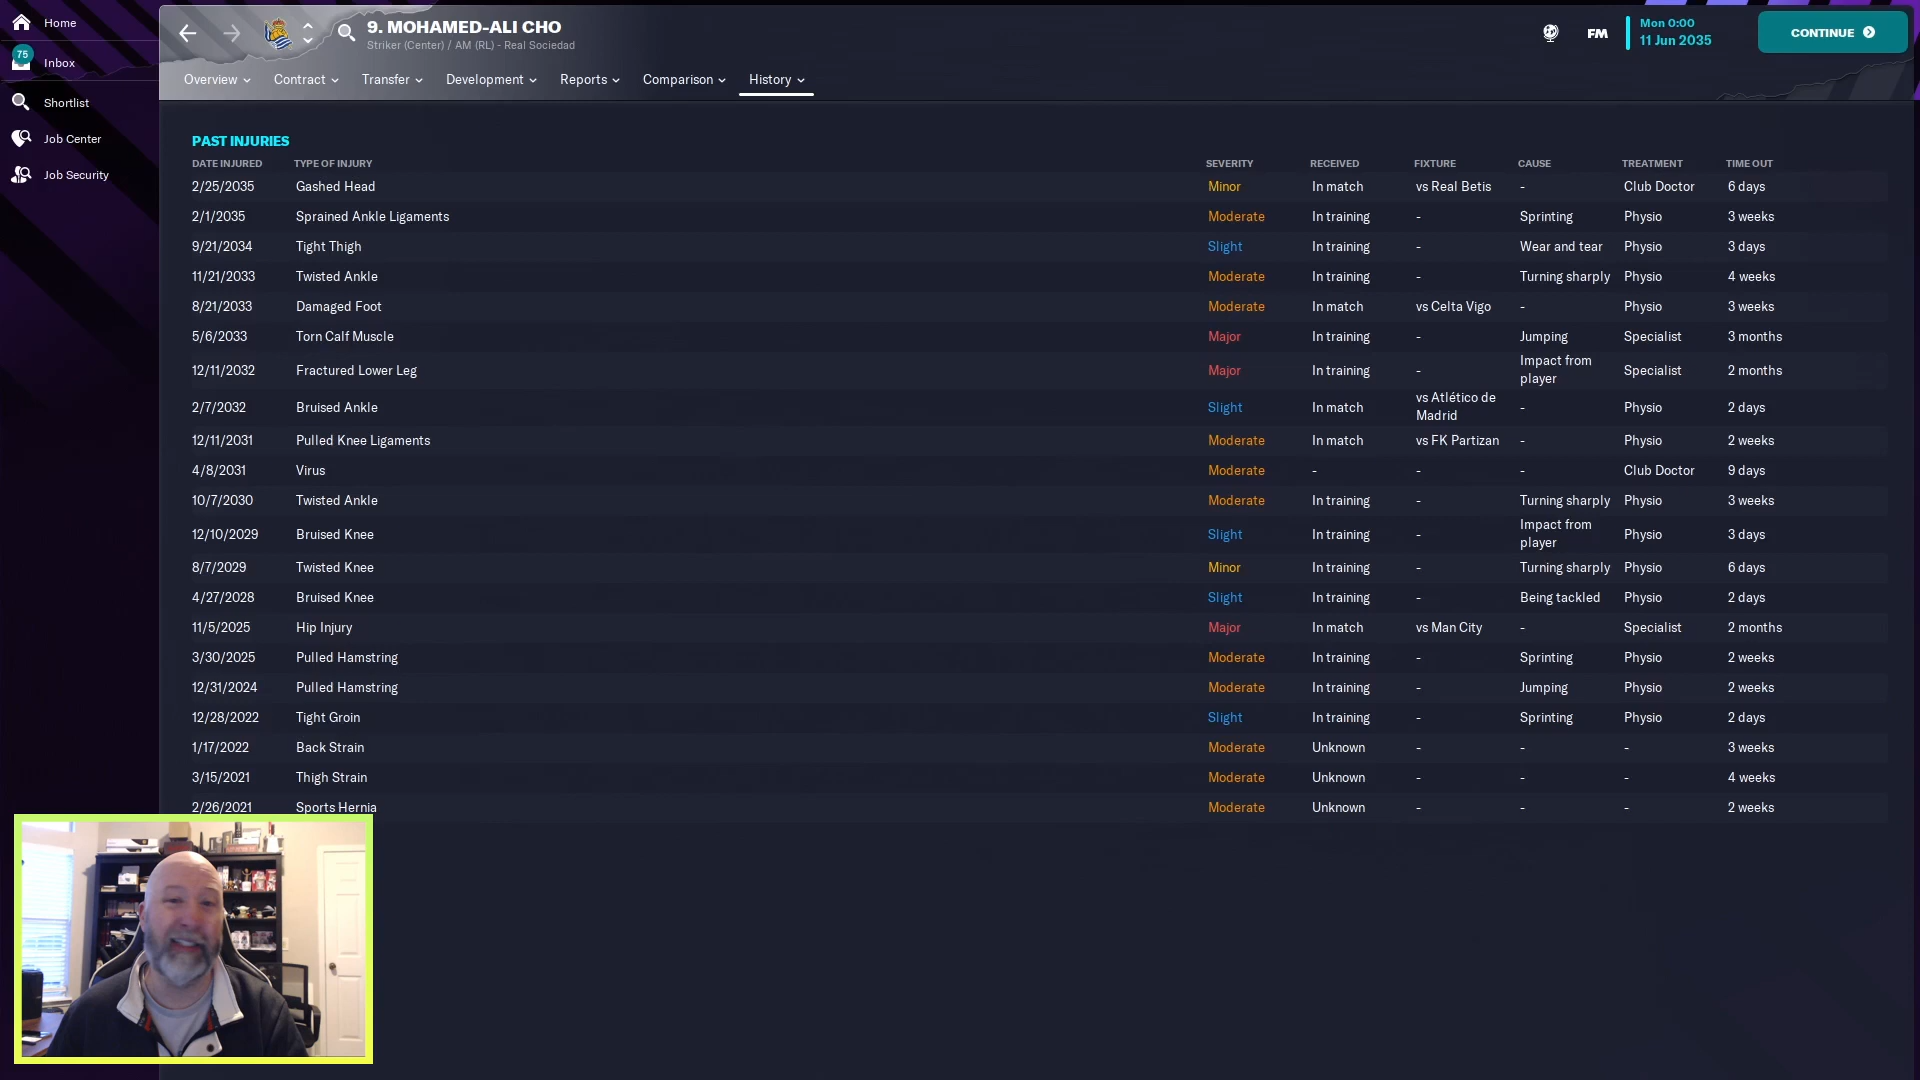 Home
75
Inbox
Shortlist
Job Center
Job Security
9. MOHAMED-ALI CHO
Striker (Center) / AM (RL) - Real Sociedad
FM
Mon 0:00
11 Jun 2035
CONTINUE
Overview Contract Transfer Development Reports Comparison History
PAST INJURIES
DATE INJURED TYPE OF INJURY SEVERITY RECEIVED FIXTURE CAUSE TREATMENT TIME OUT
2/25/2035 Gashed Head Minor In match vs Real Betis - Club Doctor 6 days
2/1/2035 Sprained Ankle Ligaments Moderate In training - Sprinting Physio 3 weeks
9/21/2034 Tight Thigh Slight In training - Wear and tear Physio 3 days
11/21/2033 Twisted Ankle Moderate In training - Turning sharply Physio 4 weeks
8/21/2033 Damaged Foot Moderate In match vs Celta Vigo - Physio 3 weeks
5/6/2033 Torn Calf Muscle Major In training - Jumping Specialist 3 months
12/11/2032 Fractured Lower Leg Major In training - Impact from player Specialist 2 months
2/7/2032 Bruised Ankle Slight In match vs Atlético de Madrid - Physio 2 days
12/11/2031 Pulled Knee Ligaments Moderate In match vs FK Partizan - Physio 2 weeks
4/8/2031 Virus Moderate - - - Club Doctor 9 days
10/7/2030 Twisted Ankle Moderate In training - Turning sharply Physio 3 weeks
12/10/2029 Bruised Knee Slight In training - Impact from player Physio 3 days
8/7/2029 Twisted Knee Minor In training - Turning sharply Physio 6 days
4/27/2028 Bruised Knee Slight In training - Being tackled Physio 2 days
11/5/2025 Hip Injury Major In match vs Man City - Specialist 2 months
3/30/2025 Pulled Hamstring Moderate In training - Sprinting Physio 2 weeks
12/31/2024 Pulled Hamstring Moderate In training - Jumping Physio 2 weeks
12/28/2022 Tight Groin Slight In training - Sprinting Physio 2 days
1/17/2022 Back Strain Moderate Unknown - - - 3 weeks
3/15/2021 Thigh Strain Moderate Unknown - - - 4 weeks
2/26/2021 Sports Hernia Moderate Unknown - - - 2 weeks